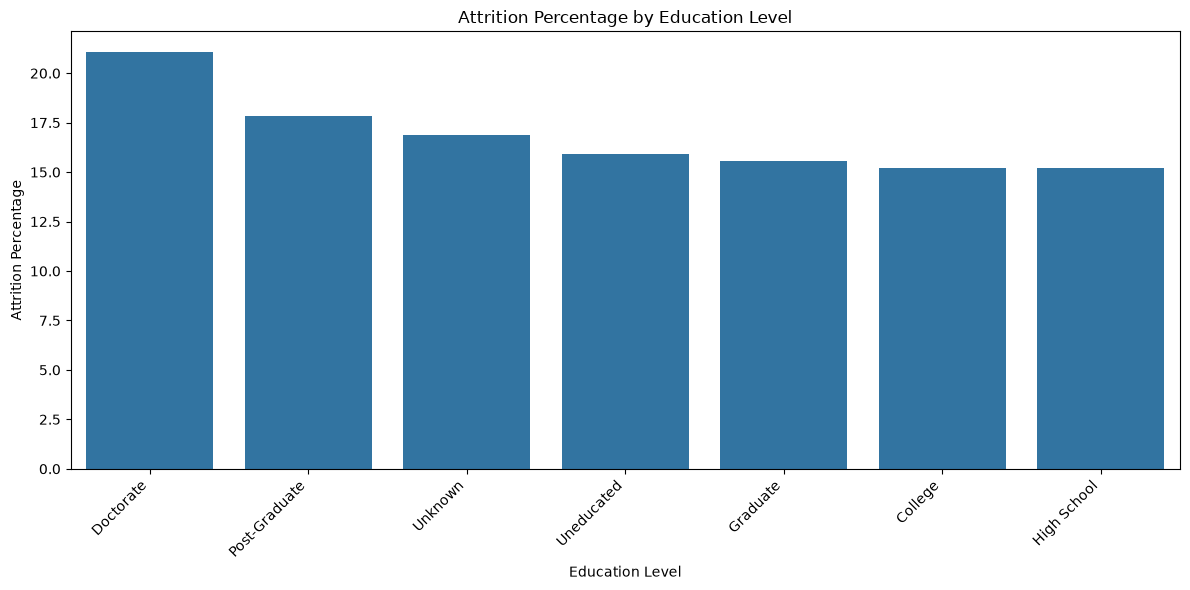 Attrition Percentage by Education Level
Attrition Percentage
20.0
17.5
15.0
12.5
10.0
7.5
5.0
2.5
0.0
Doctorate
Post-Graduate
Unknown
Uneducated
Graduate
College
High School
Education Level